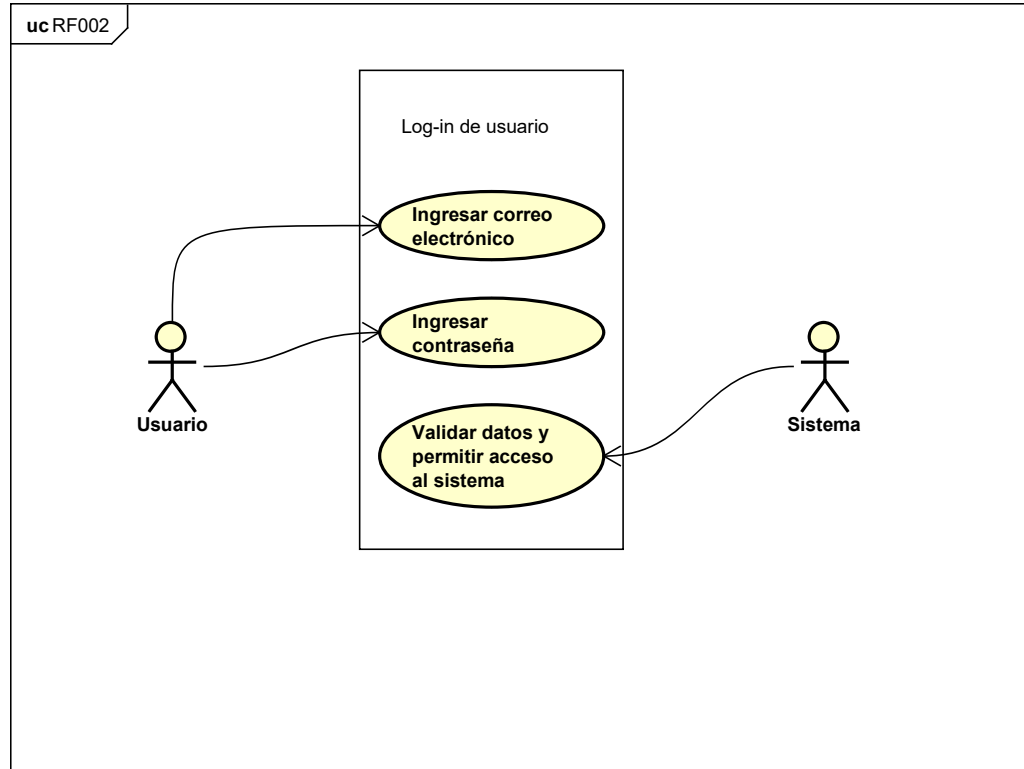 uc RF002
Log-in de usuario
Ingresar correo
electrónico
Ingresar
contraseña
Usuario
Sistema
Validar datos y
permitir acceso
al sistema